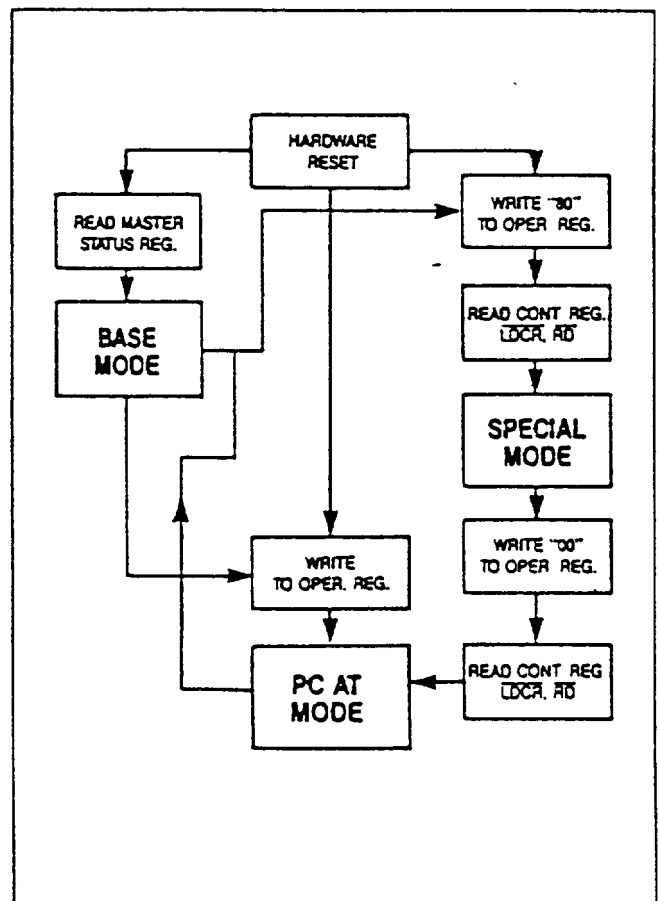 HARDWARE
RESET
READ MASTER
STATUS REG.
WRITE "80"
TO OPER REG.
BASE
MODE
READ CONT REG.
LDCR, RD
SPECIAL
MODE
WRITE
TO OPER. REG.
WRITE "00"
TO OPER REG.
PC AT
MODE
READ CONT REG
LDCR, RD